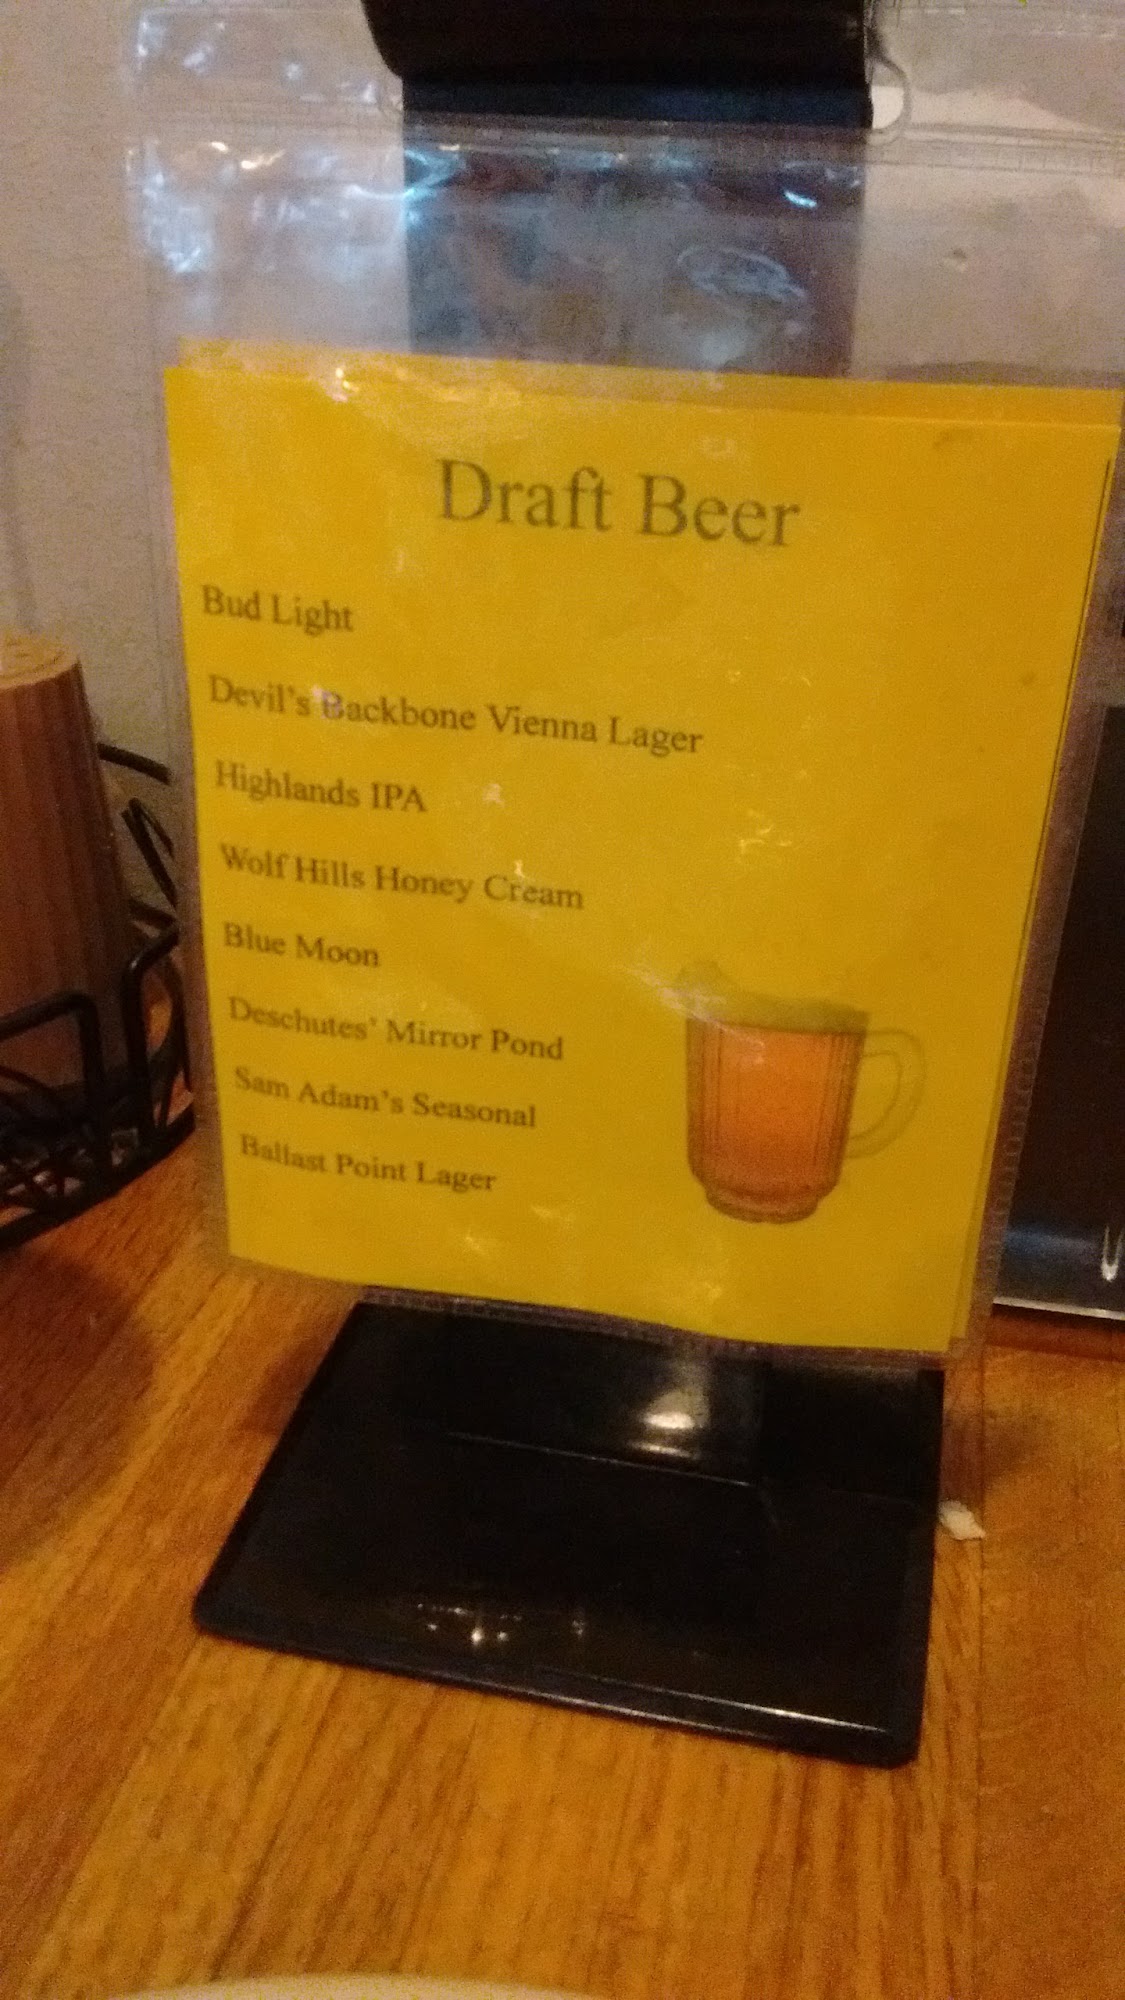 Draft Beer
Bud Light
Devil's Backbone Vienna Lager
Highlands IPA
Wolf Hills Honey Cream
Blue Moon
Deschutes' Mirror Pond
Sam Adam's Seasonal
Ballast Point Lager